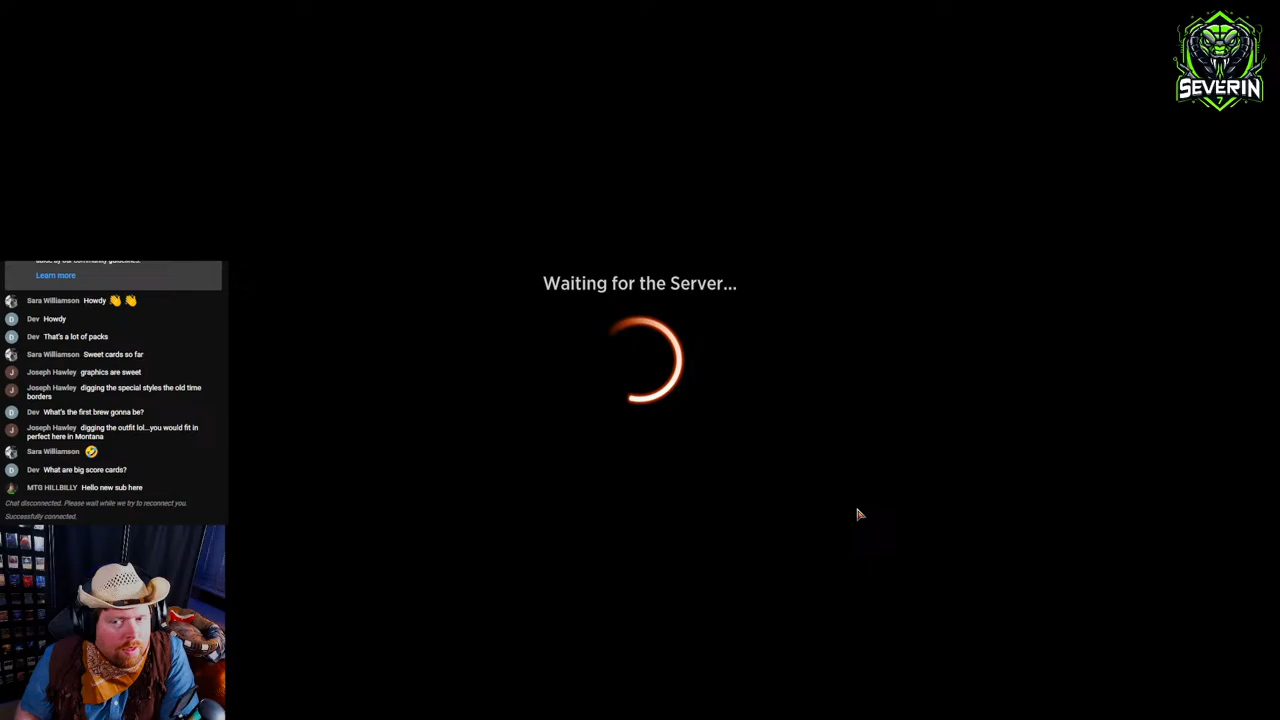 SEVERIN
7
Learn more
Sara Williamson Howdy 👋 👋
D Dev Howdy
D Dev That's a lot of packs
Sara Williamson Sweet cards so far
J Joseph Hawley graphics are sweet
J Joseph Hawley digging the special styles the old time
borders
D Dev What's the first brew gonna be?
J Joseph Hawley digging the outfit lol...you would fit in
perfect here in Montana
Sara Williamson 🤣
D Dev What are big score cards?
MTG HILLBILLY Hello new sub here
Chat disconnected. Please wait while we try to reconnect you.
Successfully connected.
Waiting for the Server...